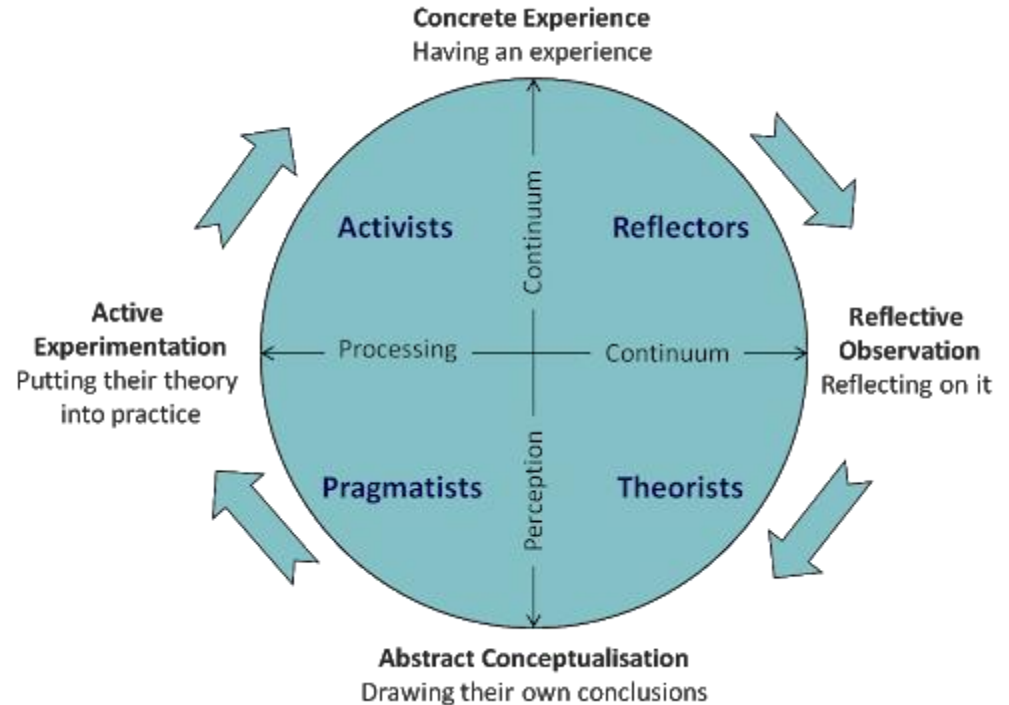 Concrete Experience
Having an experience
Activists
Reflectors
Continuum
Active
Experimentation
Putting their theory
into practice
Processing
Continuum
Reflective
Observation
Reflecting on it
Pragmatists
Theorists
Perception
Abstract Conceptualisation
Drawing their own conclusions